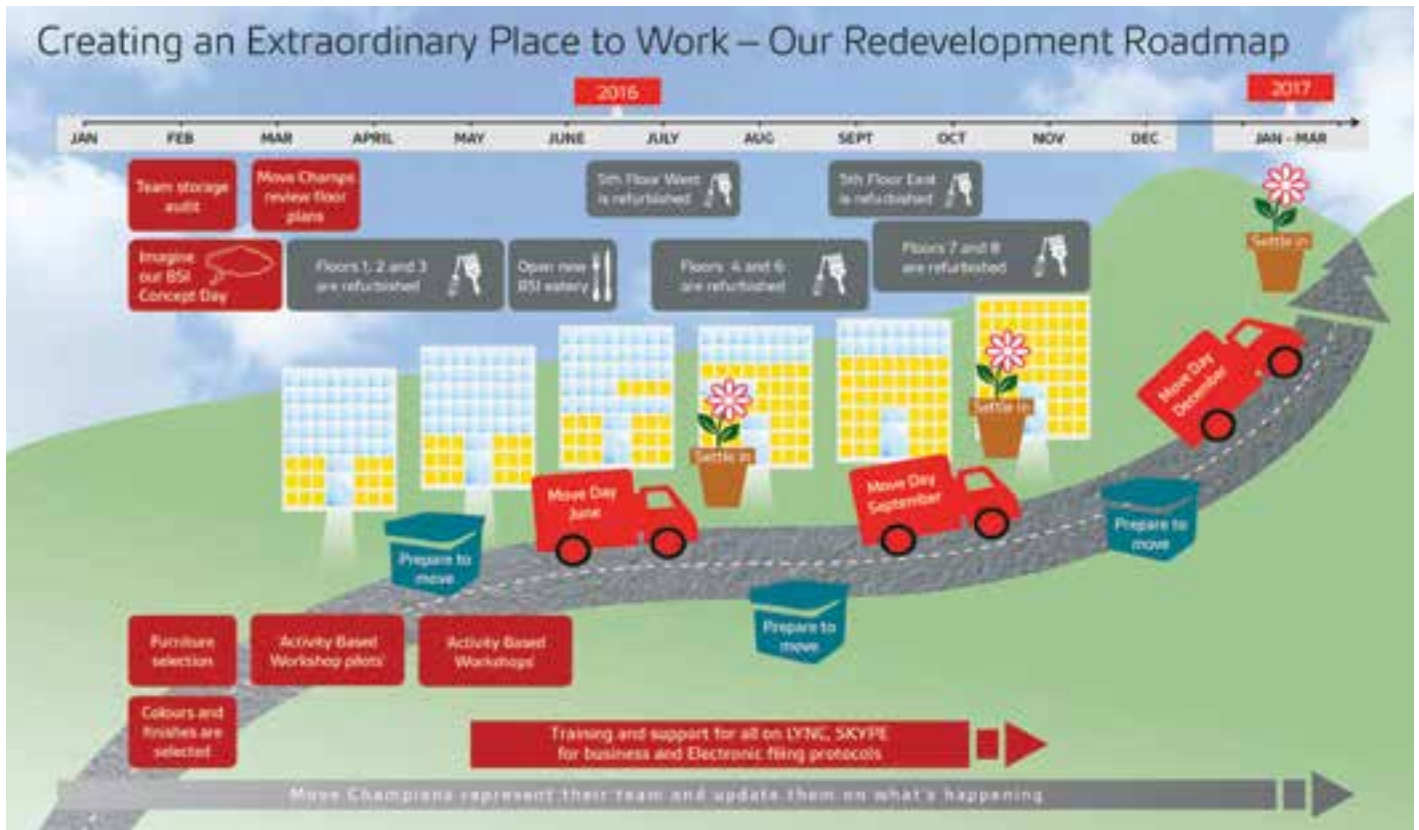 Creating an Extraordinary Place to Work – Our Redevelopment Roadmap
2016
2017
JAN
FEB
MAR
APRIL
MAY
JUNE
JULY
AUG
SEPT
OCT
NOV
DEC
JAN - MAR
Team storage
audit
Move Champs
review floor
plans
5th Floor West
is refurbished
5th Floor East
is refurbished
Imagine
our BSI
Concept Day
Floors 1, 2 and 3
are refurbished
Open new
BSI eatery
Floors 4 and 6
are refurbished
Floors 7 and 8
are refurbished
Settle in
Settle in
Settle in
Move Day
June
Move Day
September
Move Day
December
Prepare to
move
Prepare to
move
Prepare to
move
Furniture
selection
Activity Based
Workshop pilots'
Activity Based
Workshops'
Colours and
finishes are
selected
Training and support for all on LYNC, SKYPE
for business and Electronic filing protocols
Move Champions represent their team and update them on what's happening